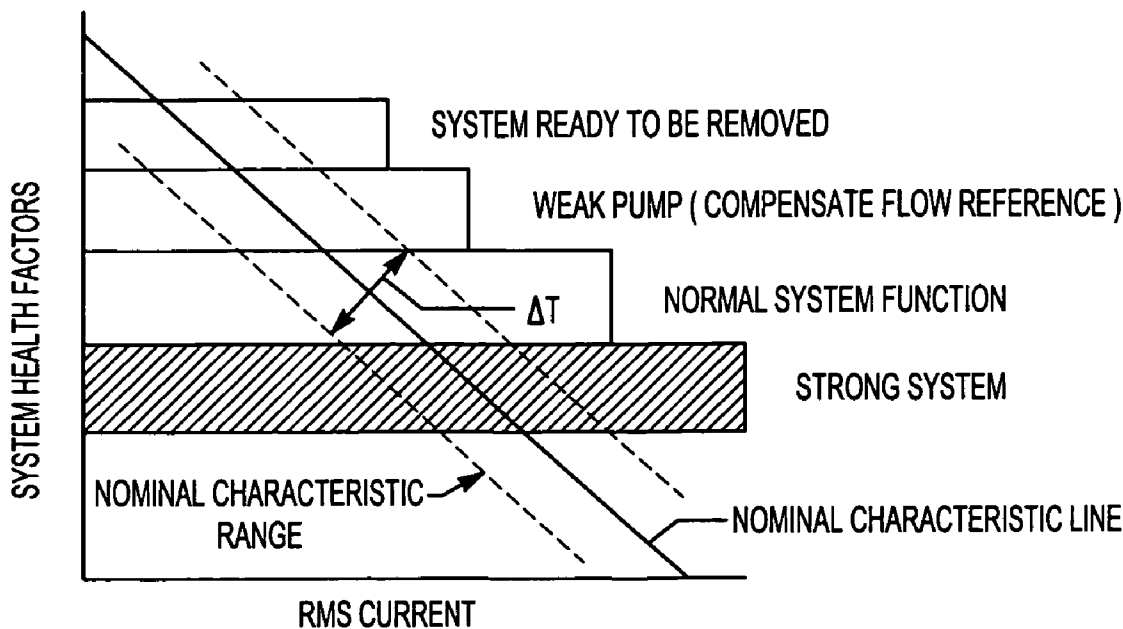 SYSTEM HEALTH FACTORS
SYSTEM READY TO BE REMOVED
WEAK PUMP ( COMPENSATE FLOW REFERENCE )
ΔT
NORMAL SYSTEM FUNCTION
STRONG SYSTEM
NOMINAL CHARACTERISTIC
RANGE
NOMINAL CHARACTERISTIC LINE
RMS CURRENT